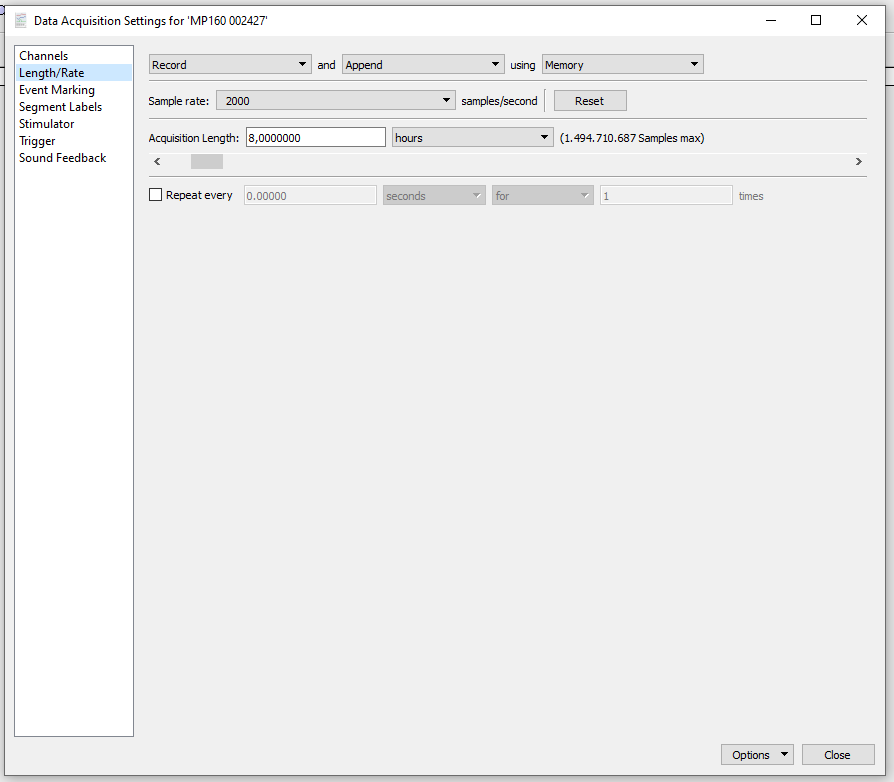 Data Acquisition Settings for 'MP160 002427'
Channels
Length/Rate
Event Marking
Segment Labels
Stimulator
Trigger
Sound Feedback
Record and Append using Memory
Sample rate: 2000 samples/second Reset
Acquisition Length: 8,0000000 hours (1.494.710.687 Samples max)
Repeat every 0.00000 seconds for 1 times
Options Close